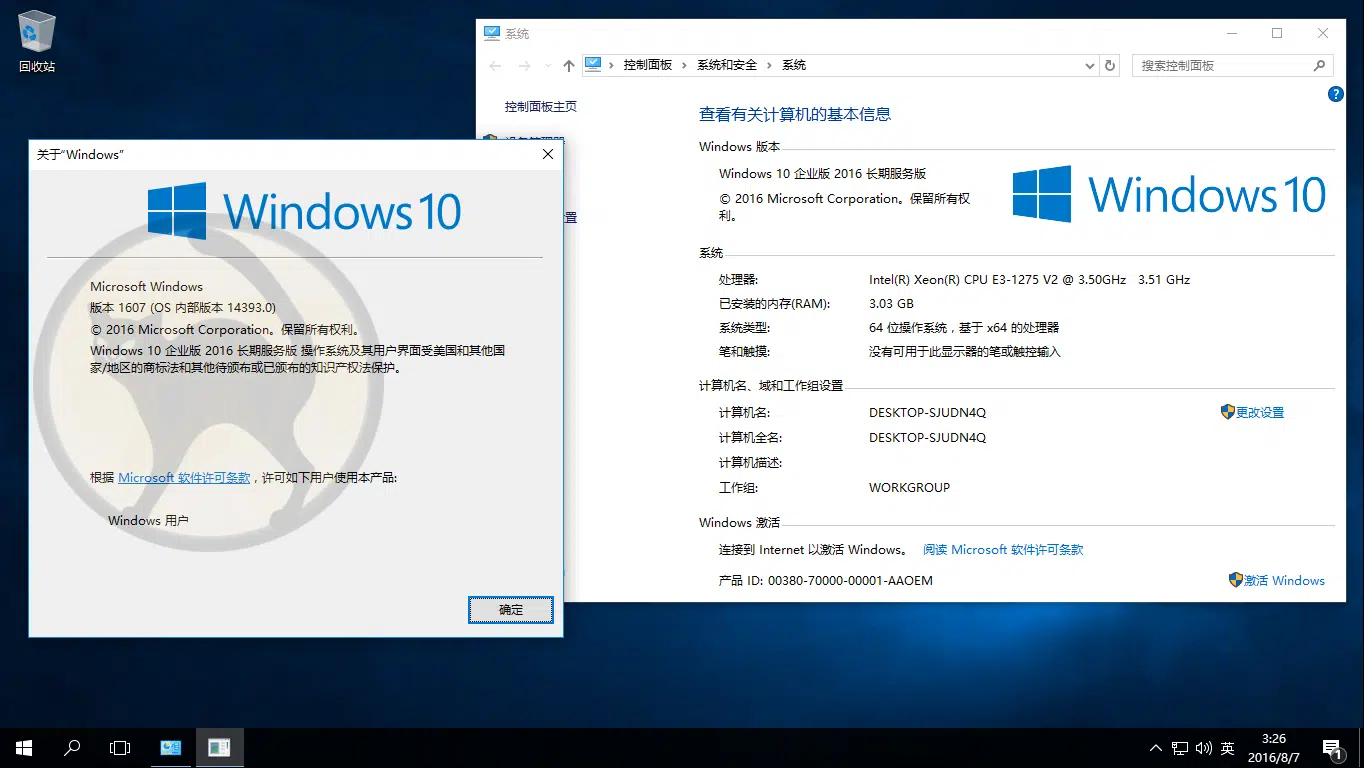 回收站
系统
控制面板 系统和安全 系统
搜索控制面板
控制面板主页
查看有关计算机的基本信息
Windows 版本
Windows 10 企业版 2016 长期服务版
© 2016 Microsoft Corporation。保留所有权
利。
Windows 10
系统
处理器: Intel(R) Xeon(R) CPU E3-1275 V2 @ 3.50GHz 3.51 GHz
已安装的内存(RAM): 3.03 GB
系统类型: 64 位操作系统，基于 x64 的处理器
笔和触摸: 没有可用于此显示器的笔或触控输入
计算机名、域和工作组设置
计算机名: DESKTOP-SJUDN4Q 更改设置
计算机全名: DESKTOP-SJUDN4Q
计算机描述:
工作组: WORKGROUP
Windows 激活
连接到 Internet 以激活 Windows。 阅读 Microsoft 软件许可条款
产品 ID: 00380-70000-00001-AAOEM 激活 Windows
关于“Windows”
Windows 10
Microsoft Windows
版本 1607 (OS 内部版本 14393.0)
© 2016 Microsoft Corporation。保留所有权利。
Windows 10 企业版 2016 长期服务版 操作系统及其用户界面受美国和其他国
家/地区的商标法和其他待颁布或已颁布的知识产权法保护。
根据 Microsoft 软件许可条款，许可如下用户使用本产品:
Windows 用户
确定
英
3:26
2016/8/7
1